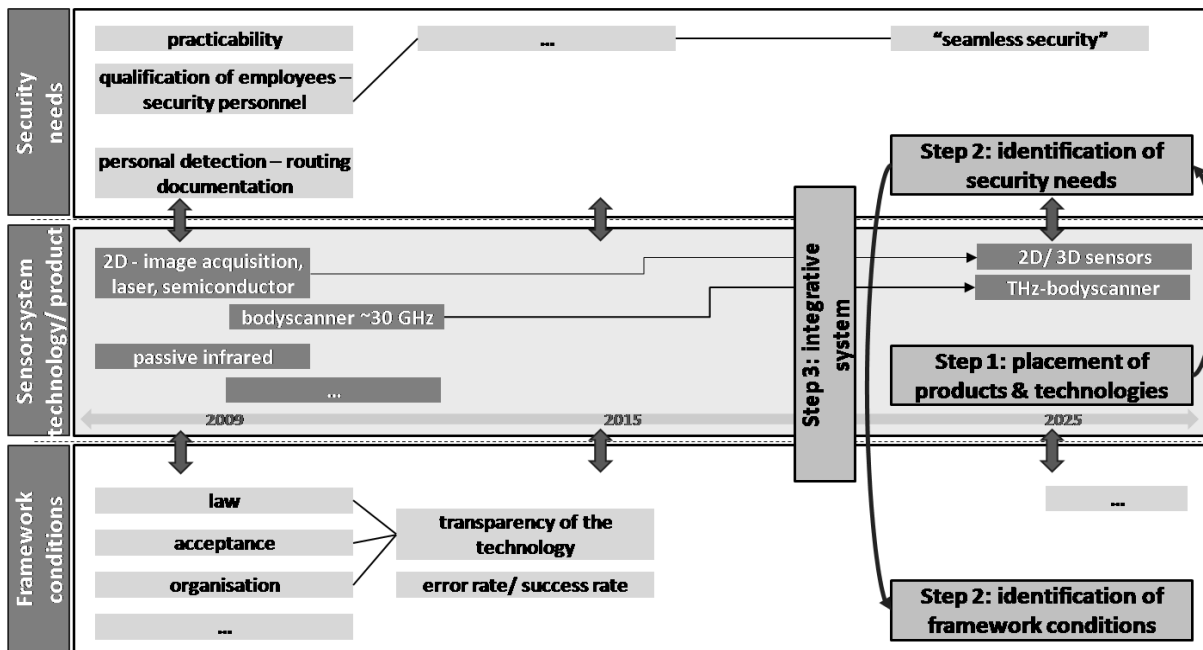 Security
needs
practicability
qualification of employees –
security personnel
personal detection – routing
documentation
...
“seamless security”
Step 2: identification of
security needs
Sensor system
technology/ product
2D - image acquisition,
laser, semiconductor
bodyscanner ~30 GHz
passive infrared
...
2D/ 3D sensors
THz-bodyscanner
Step 1: placement of
products & technologies
2009
2015
2025
Step 3: integrative
system
Framework
conditions
law
acceptance
organisation
...
transparency of the
technology
error rate/ success rate
...
Step 2: identification of
framework conditions